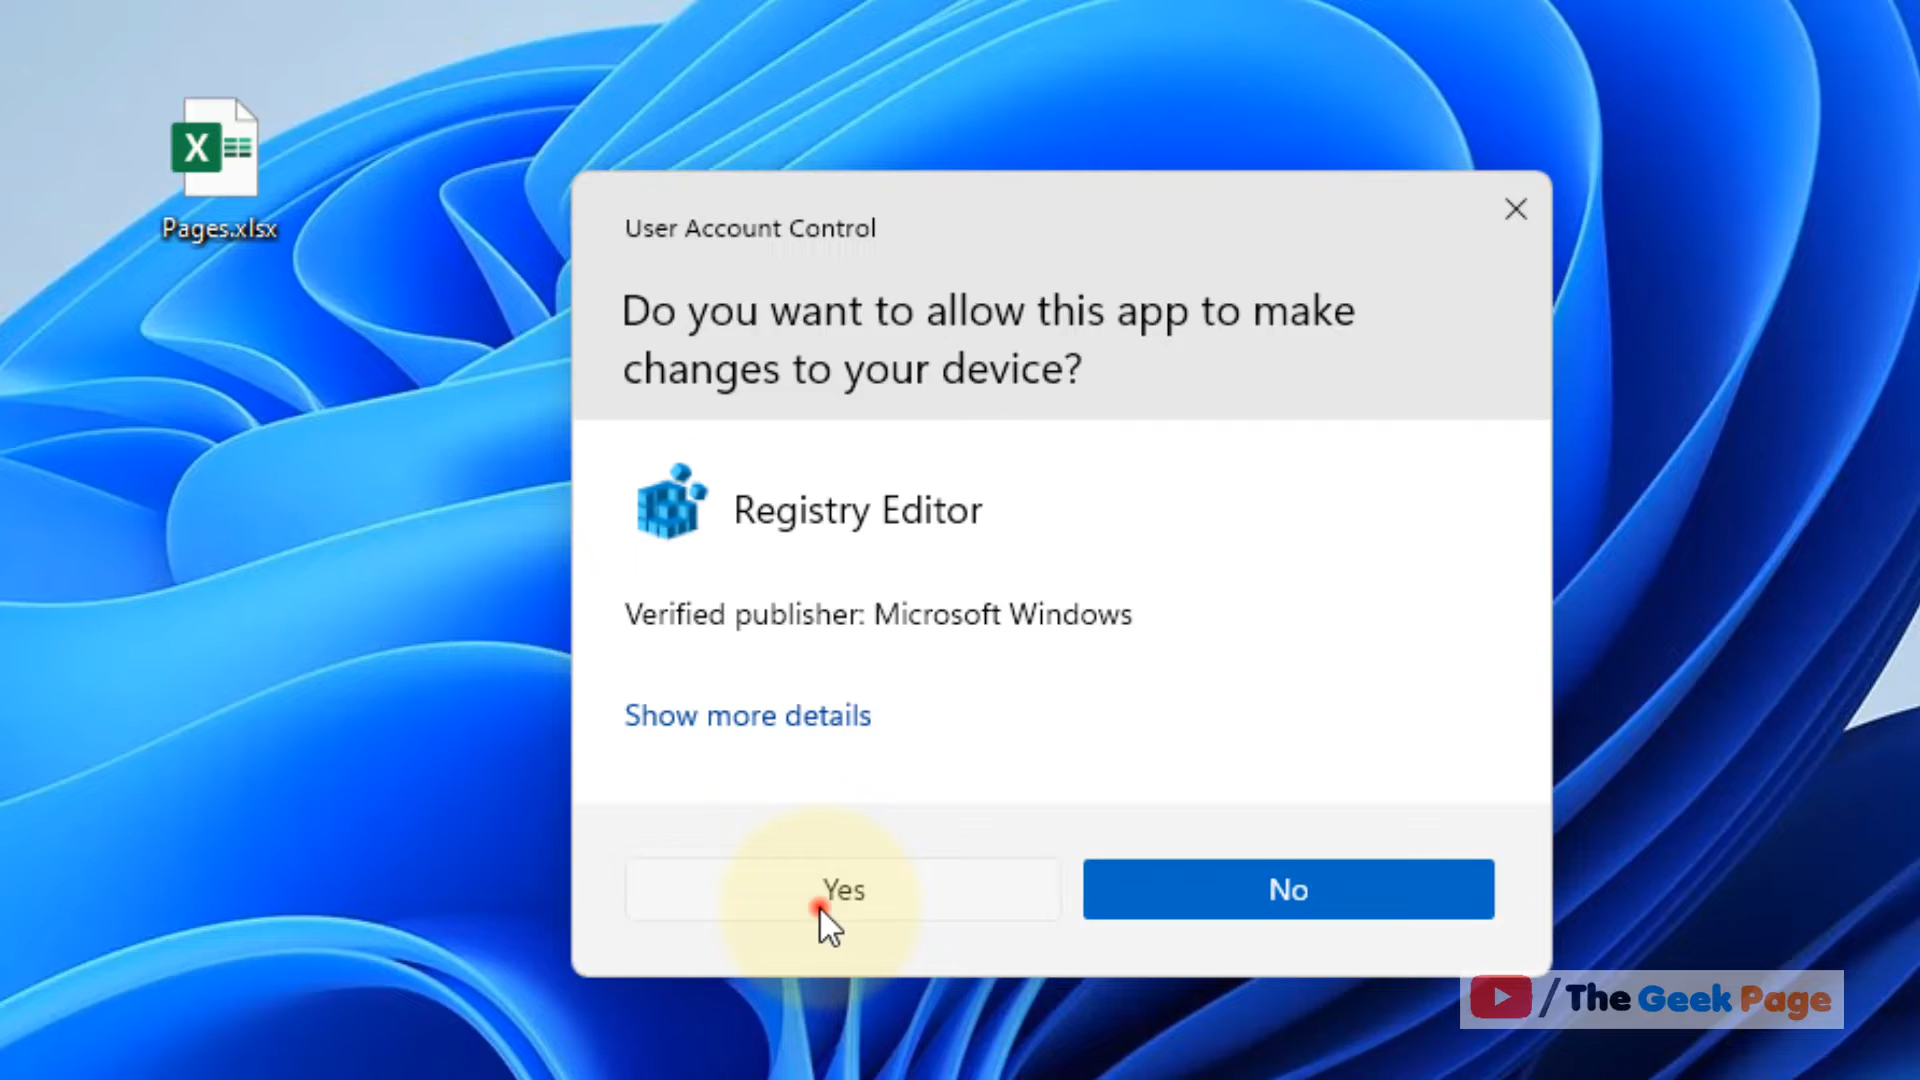 X
Pages.xlsx
User Account Control
Do you want to allow this app to make
changes to your device?
Registry Editor
Verified publisher: Microsoft Windows
Show more details
Yes
No
/The Geek Page